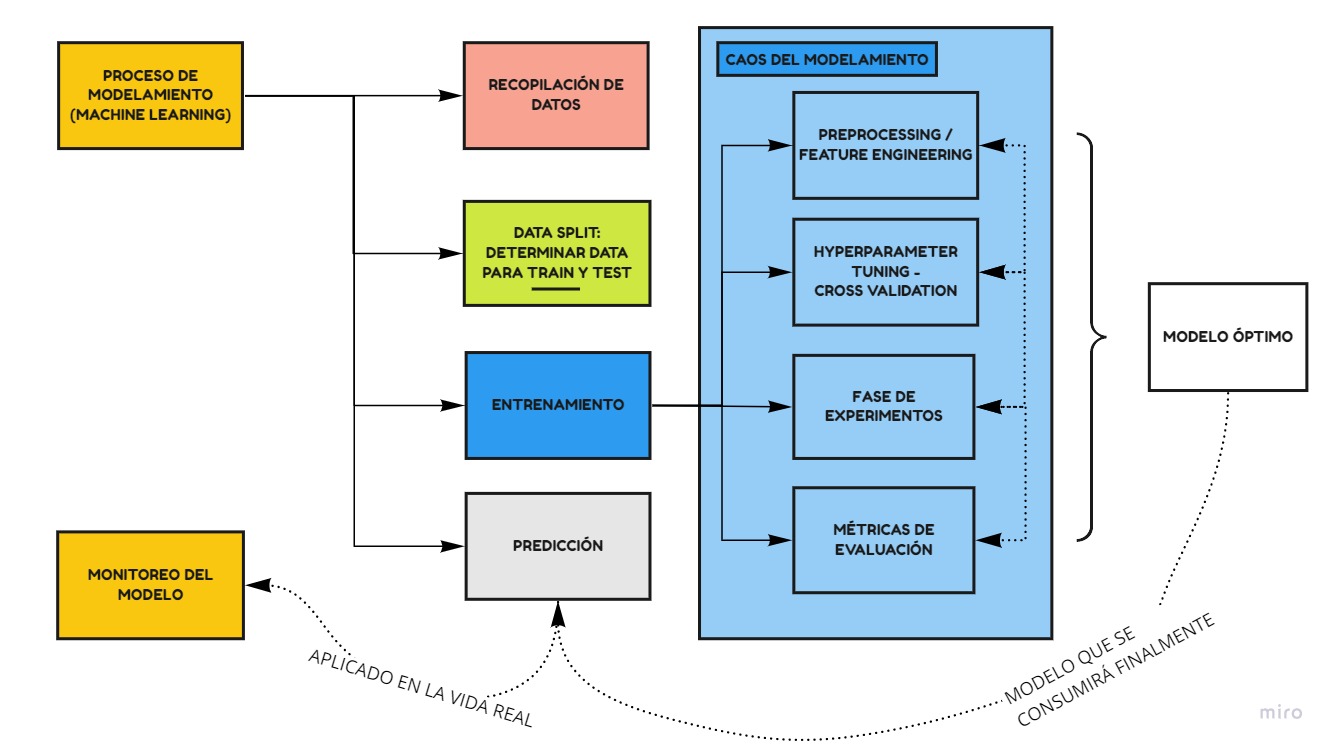 PROCESO DE
MODELAMIENTO
(MACHINE LEARNING)
RECOPILACIÓN DE
DATOS
DATA SPLIT:
DETERMINAR DATA
PARA TRAIN Y TEST
ENTRENAMIENTO
PREDICCIÓN
CAOS DEL MODELAMIENTO
PREPROCESSING /
FEATURE ENGINEERING
HYPERPARAMETER
TUNING -
CROSS VALIDATION
FASE DE
EXPERIMENTOS
MÉTRICAS DE
EVALUACIÓN
MODELO ÓPTIMO
MONITOREO DEL
MODELO
APLICADO EN LA VIDA REAL
MODELO QUE SE
CONSUMIRÁ FINALMENTE
miro